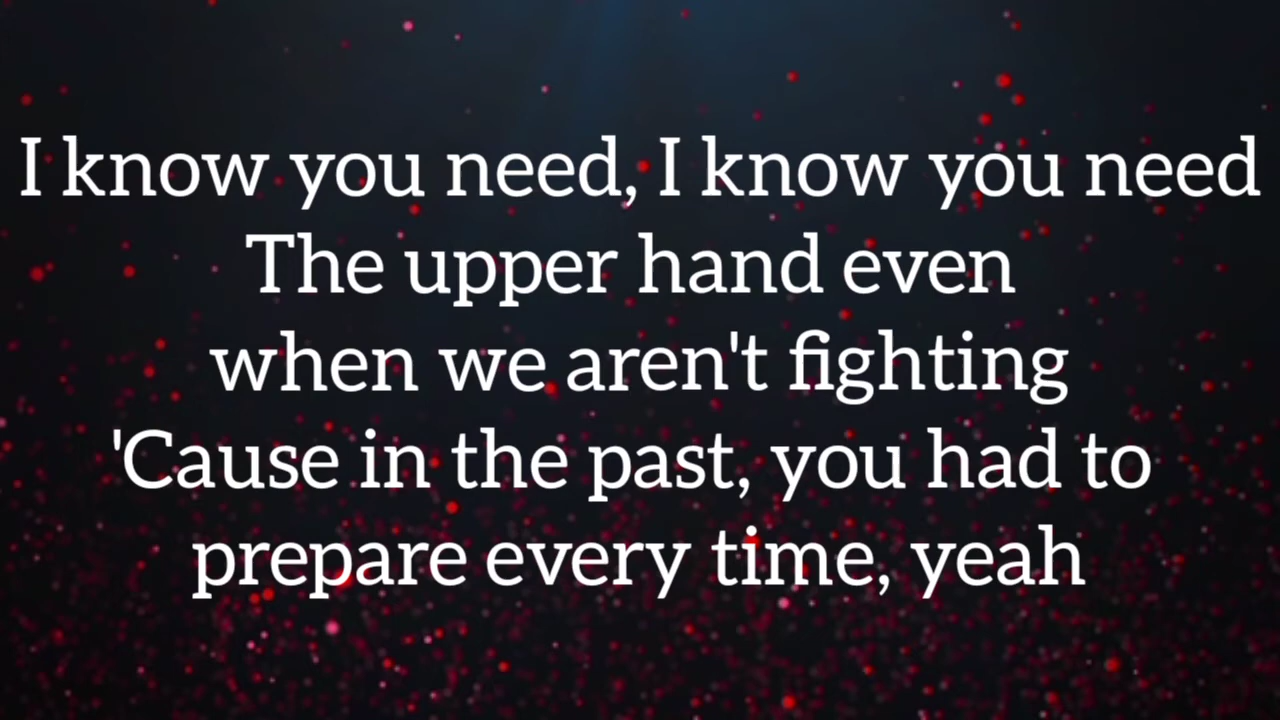 I know you need, I know you need
The upper hand even
when we aren't fighting
'Cause in the past, you had to
prepare every time, yeah